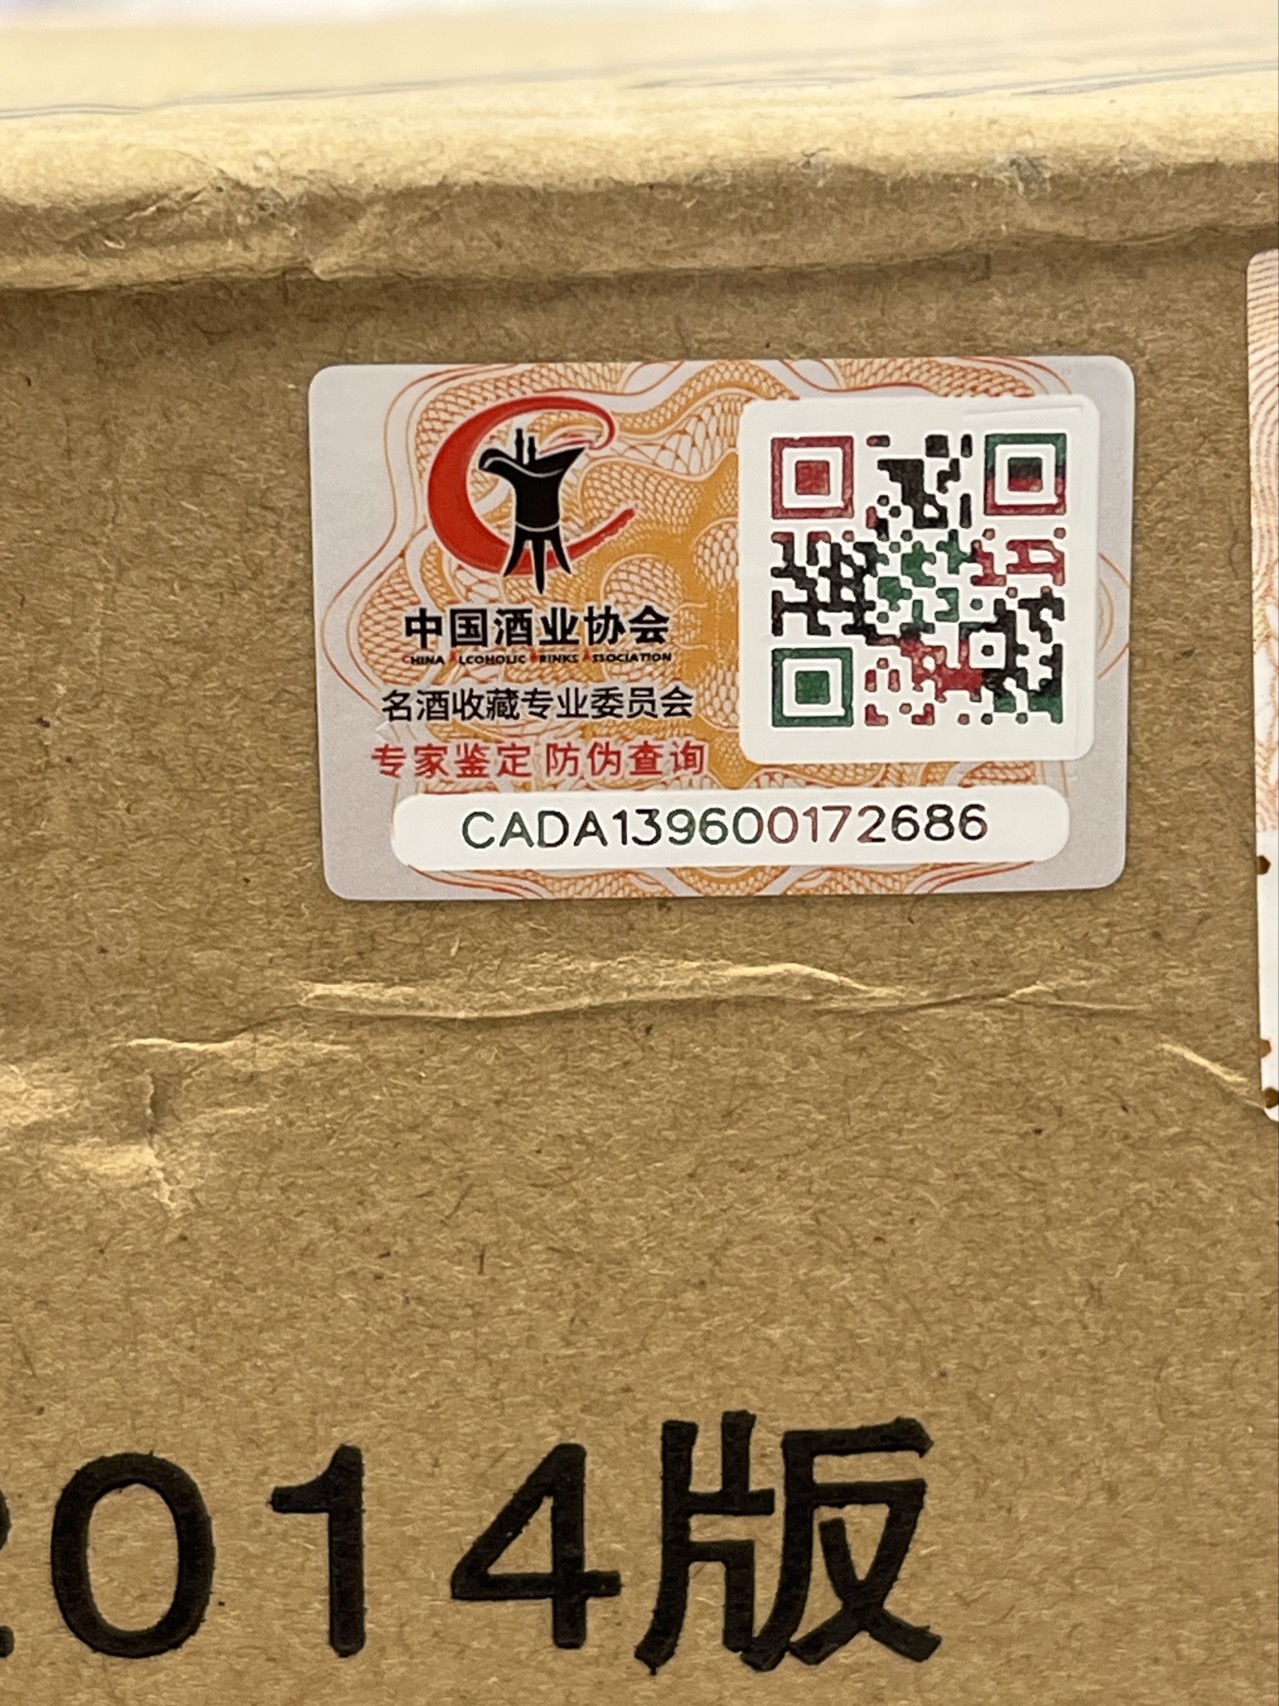 中国酒业协会
CHINA ALCOHOLIC DRINKS ASSOCIATION
名酒收藏专业委员会
专家鉴定 防伪查询
CADA139600172686
2014版